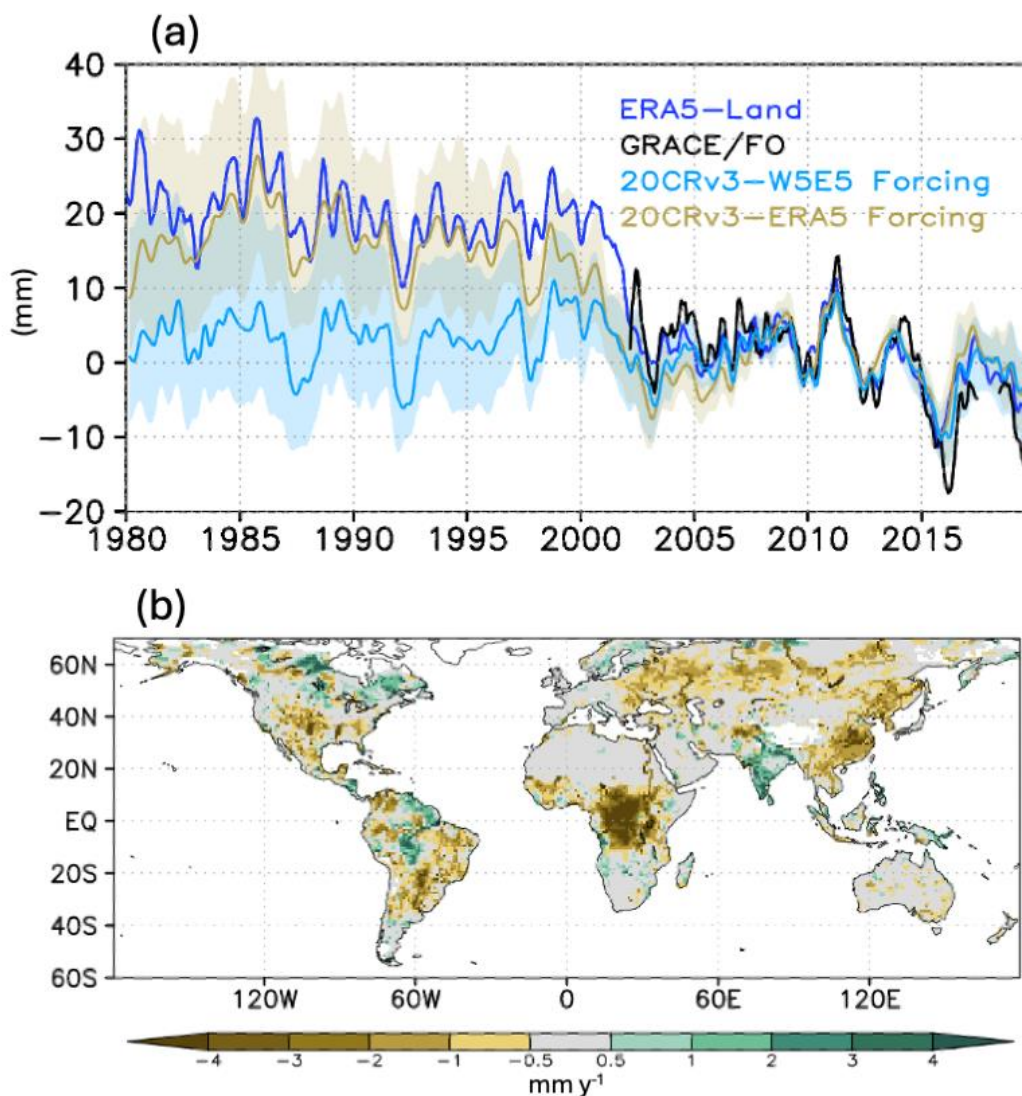 (a)
40
30
20
10
0
−10
−20
(mm)
ERA5−Land
GRACE/FO
20CRv3−W5E5 Forcing
20CRv3−ERA5 Forcing
1980 1985 1990 1995 2000 2005 2010 2015
(b)
60N
40N
20N
EQ
20S
40S
60S
120W 60W 0 60E 120E
−4 −3 −2 −1 −0.5 0.5 1 2 3 4
mm y⁻¹